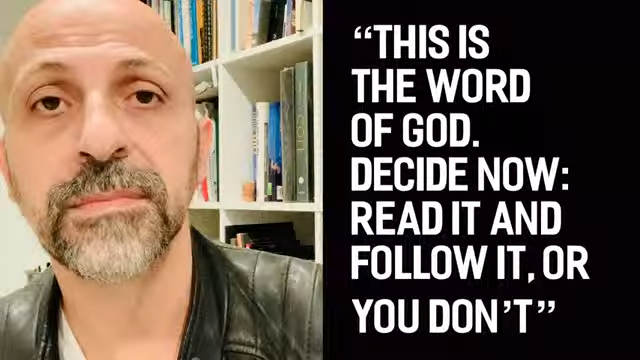 “THIS IS
THE WORD
OF GOD.
DECIDE NOW:
READ IT AND
FOLLOW IT, OR
YOU DON’T”